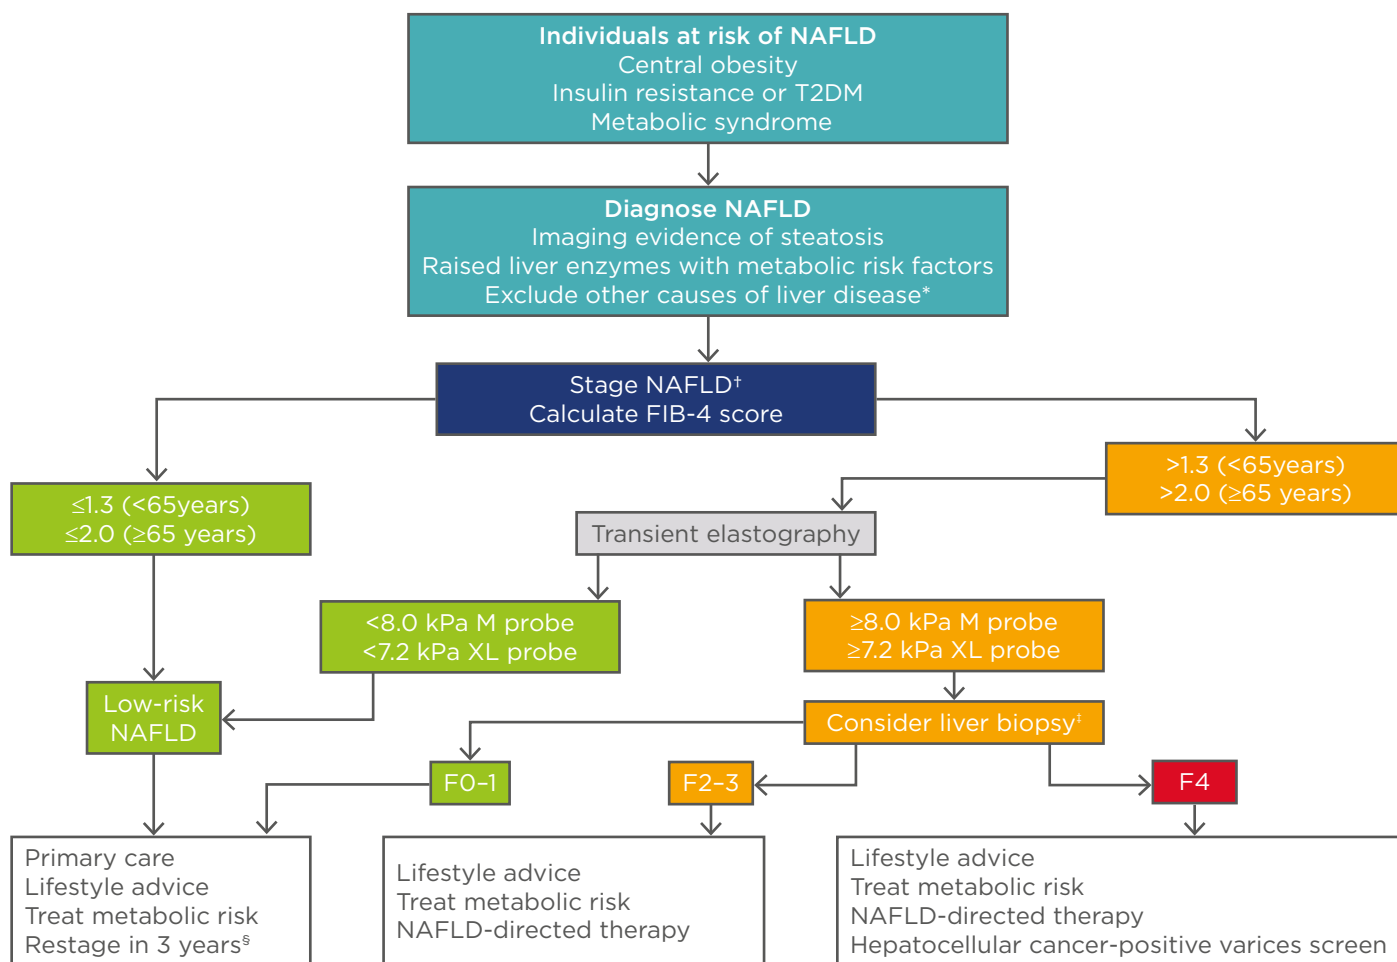 Individuals at risk of NAFLD
Central obesity
Insulin resistance or T2DM
Metabolic syndrome
Diagnose NAFLD
Imaging evidence of steatosis
Raised liver enzymes with metabolic risk factors
Exclude other causes of liver disease*
Stage NAFLD†
Calculate FIB-4 score
≤1.3 (<65years)
≤2.0 (≥65 years)
>1.3 (<65years)
>2.0 (≥65 years)
Transient elastography
<8.0 kPa M probe
<7.2 kPa XL probe
≥8.0 kPa M probe
≥7.2 kPa XL probe
Low-risk
NAFLD
Consider liver biopsy‡
F0–1
F2–3
F4
Primary care
Lifestyle advice
Treat metabolic risk
Restage in 3 years§
Lifestyle advice
Treat metabolic risk
NAFLD-directed therapy
Lifestyle advice
Treat metabolic risk
NAFLD-directed therapy
Hepatocellular cancer-positive varices screen